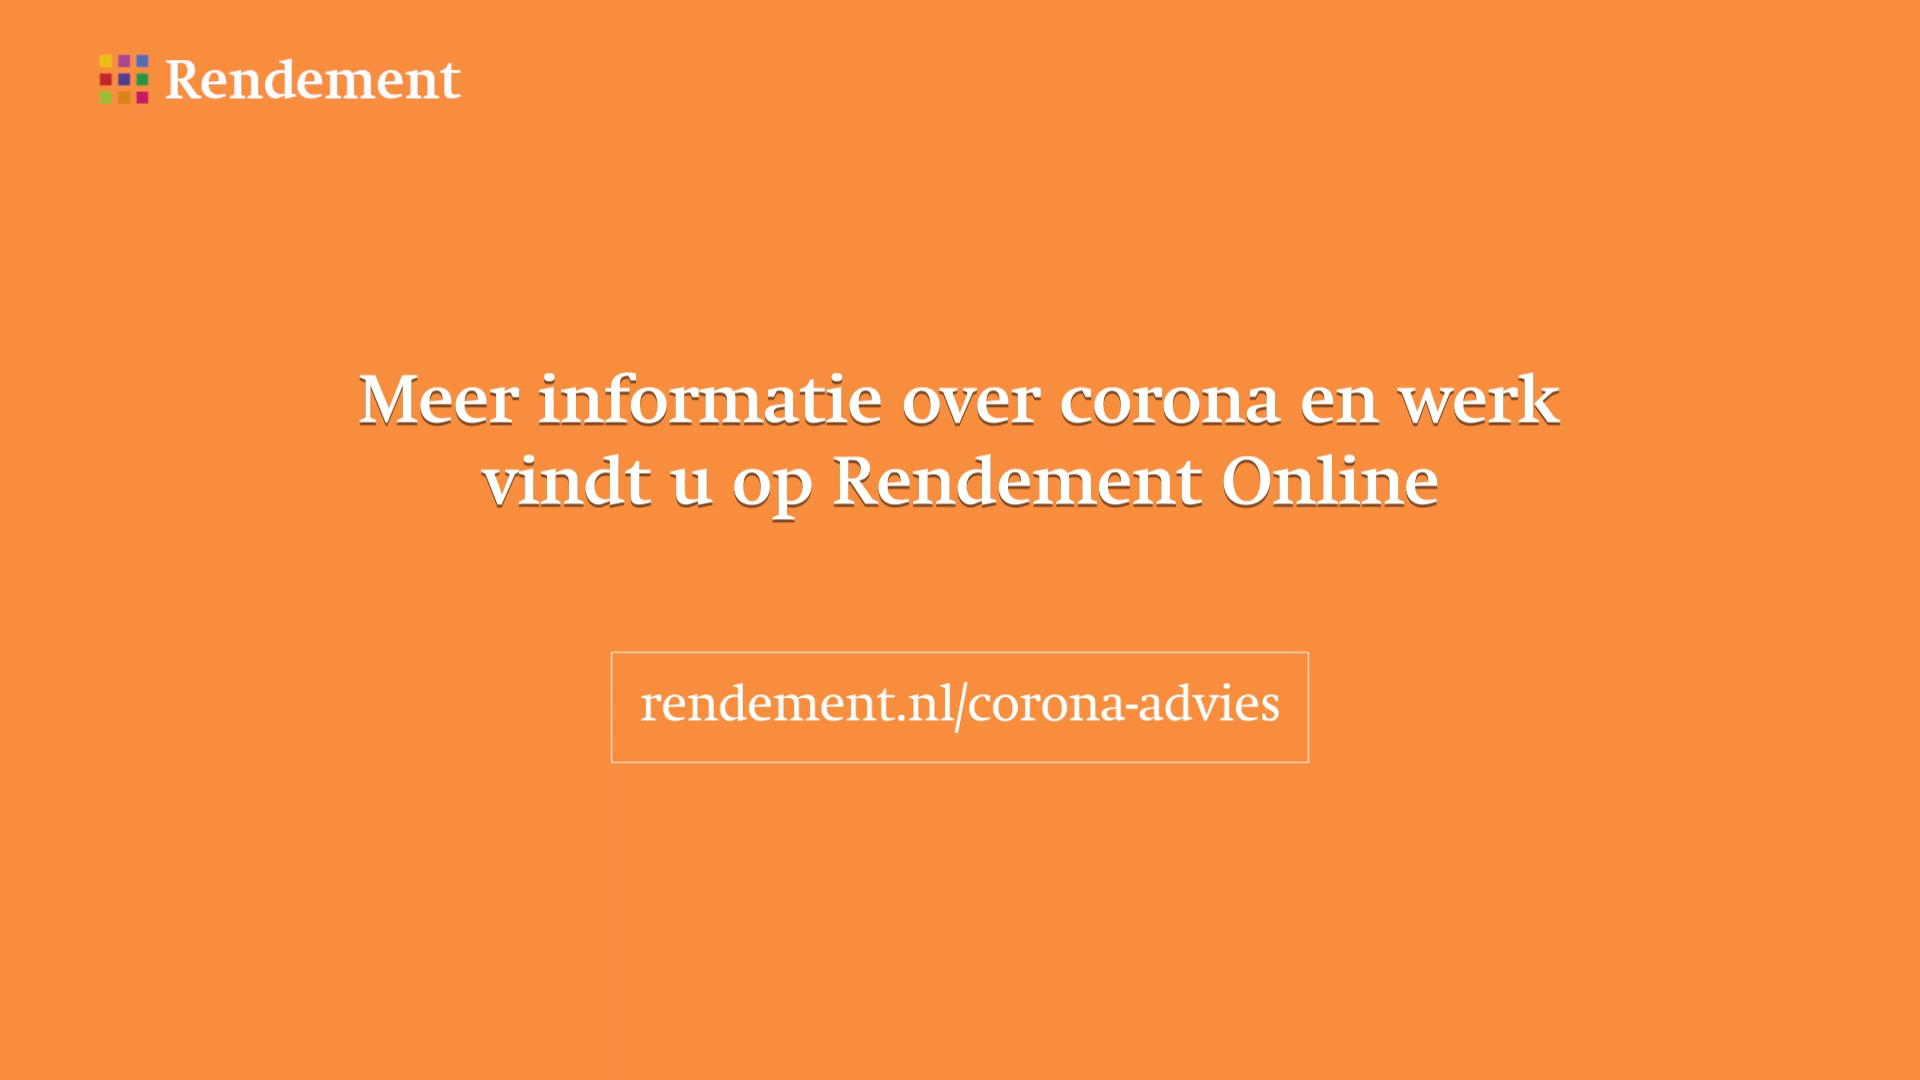 Rendement
Meer informatie over corona en werk
vindt u op Rendement Online
rendement.nl/corona-advies